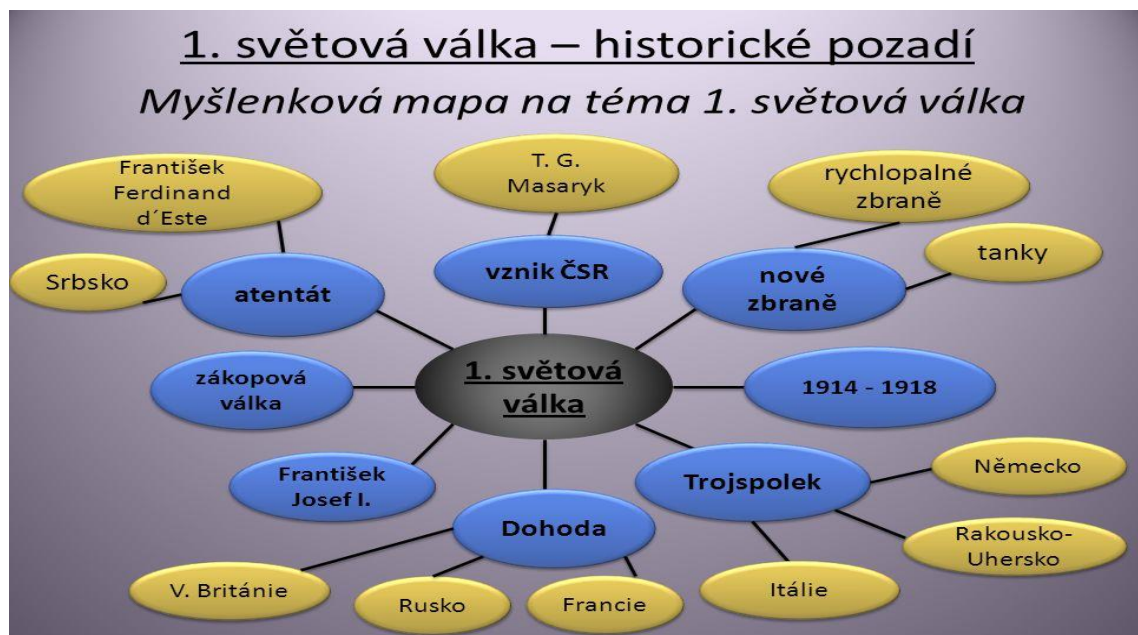 1. světová válka – historické pozadí
Myšlenková mapa na téma 1. světová válka
František
Ferdinand
d´Este
T. G.
Masaryk
rychlopalné
zbraně
tanky
Srbsko
atentát
vznik ČSR
nové
zbraně
zákopová
válka
1. světová
válka
1914 - 1918
František
Josef I.
Dohoda
Trojspolek
Německo
Rakousko-
Uhersko
V. Británie
Rusko
Francie
Itálie